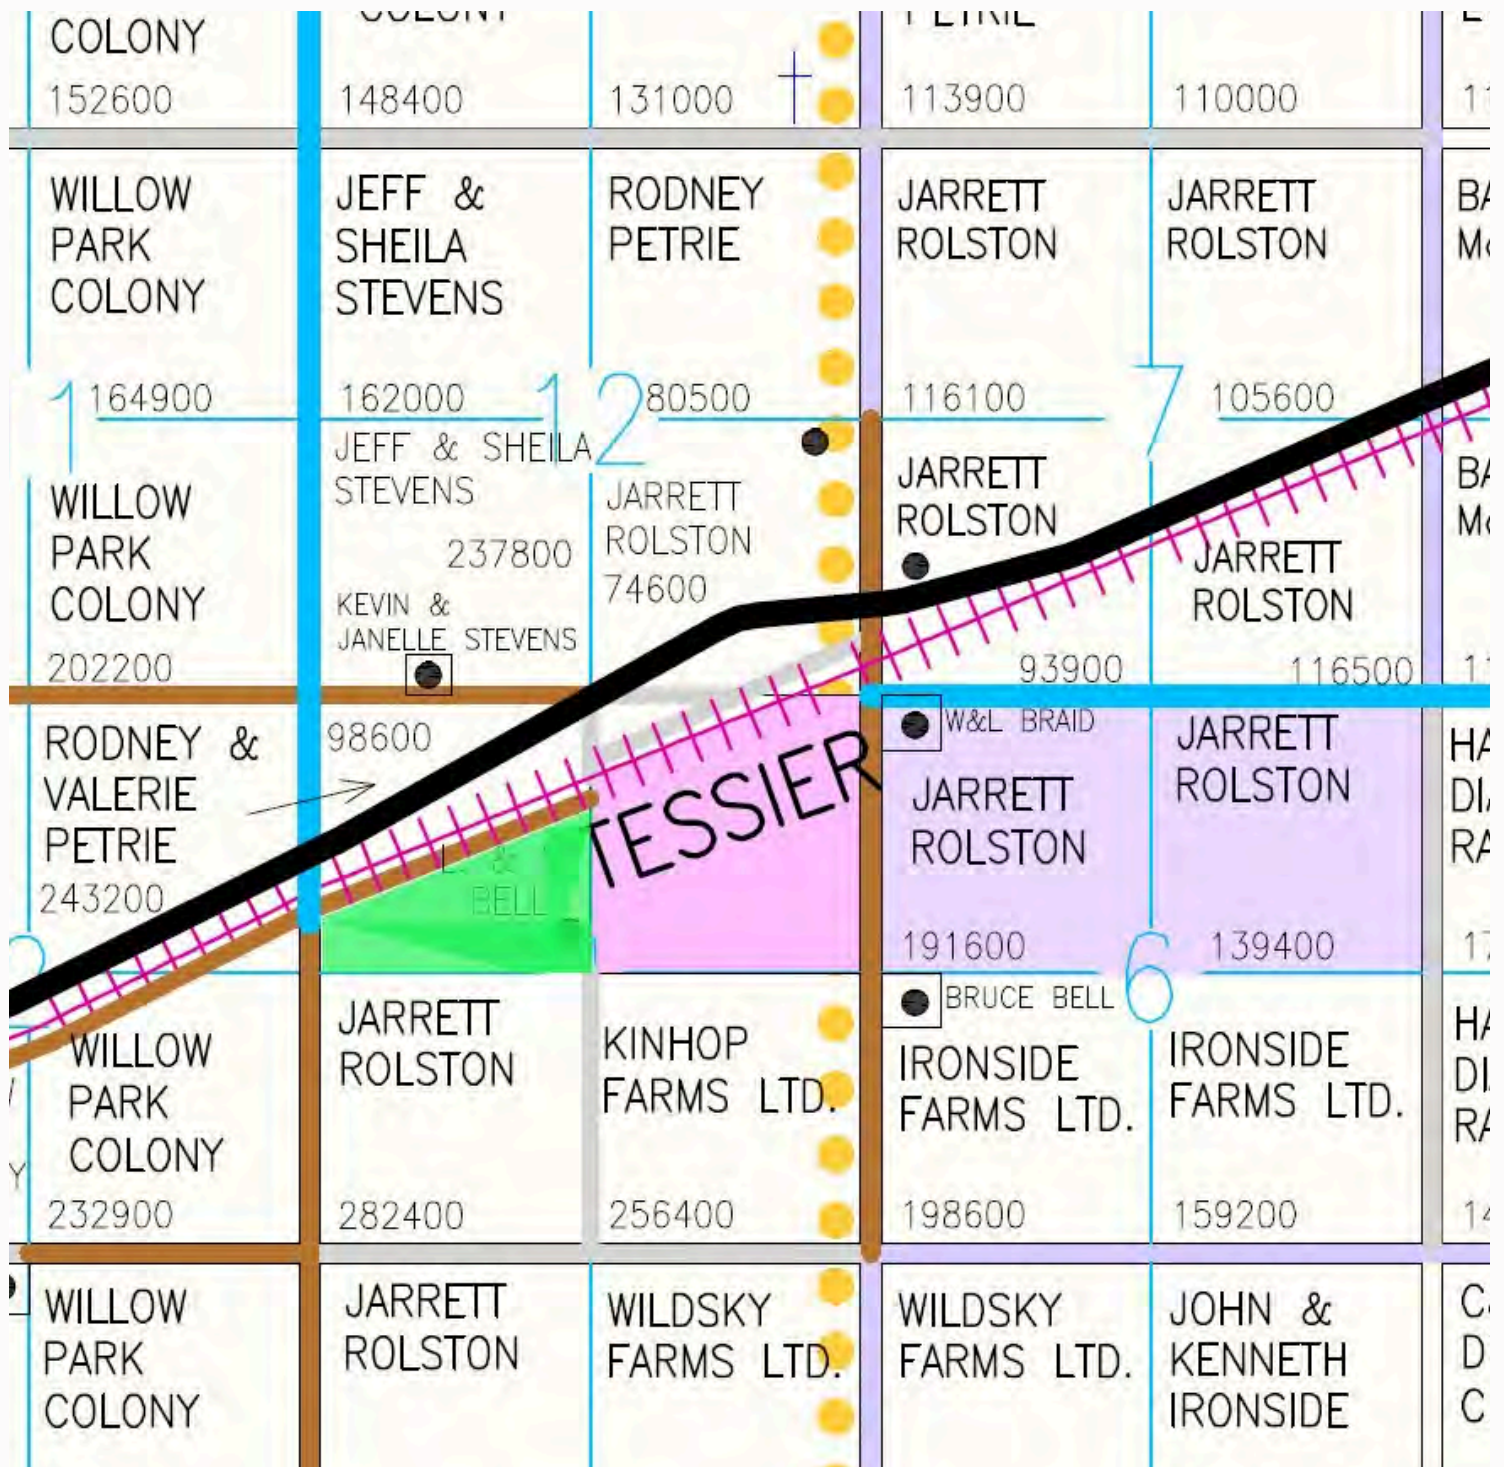 COLONY
152600
148400
131000
113900
110000
WILLOW
PARK
COLONY
164900
JEFF &
SHEILA
STEVENS
162000
RODNEY
PETRIE
80500
JARRETT
ROLSTON
116100
JARRETT
ROLSTON
105600
1
12
7
WILLOW
PARK
COLONY
202200
JEFF & SHEILA
STEVENS
237800
KEVIN &
JANELLE STEVENS
JARRETT
ROLSTON
74600
JARRETT
ROLSTON
93900
JARRETT
ROLSTON
116500
RODNEY &
VALERIE
PETRIE
243200
98600
L. &
BELL
TESSIER
W&L BRAID
JARRETT
ROLSTON
191600
JARRETT
ROLSTON
139400
6
WILLOW
PARK
COLONY
232900
JARRETT
ROLSTON
282400
KINHOP
FARMS LTD.
256400
BRUCE BELL
IRONSIDE
FARMS LTD.
198600
IRONSIDE
FARMS LTD.
159200
WILLOW
PARK
COLONY
JARRETT
ROLSTON
WILDSKY
FARMS LTD.
WILDSKY
FARMS LTD.
JOHN &
KENNETH
IRONSIDE